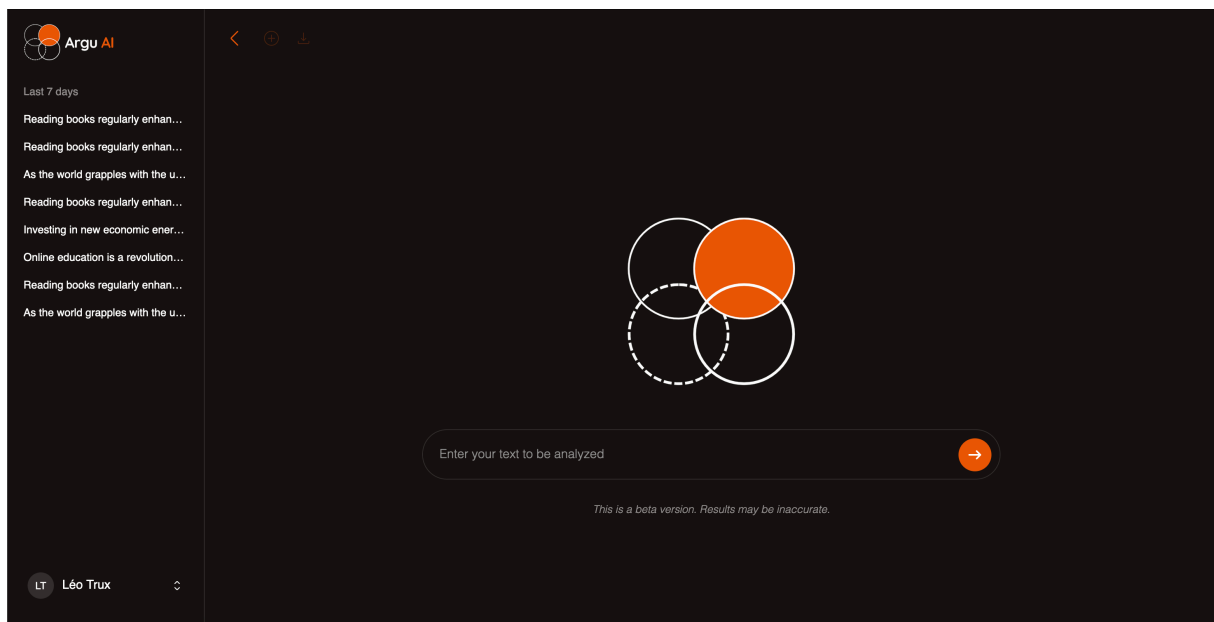 Argu AI
Last 7 days
Reading books regularly enhan...
Reading books regularly enhan...
As the world grapples with the u...
Reading books regularly enhan...
Investing in new economic ener...
Online education is a revolution...
Reading books regularly enhan...
As the world grapples with the u...
Enter your text to be analyzed
This is a beta version. Results may be inaccurate.
LT Léo Trux